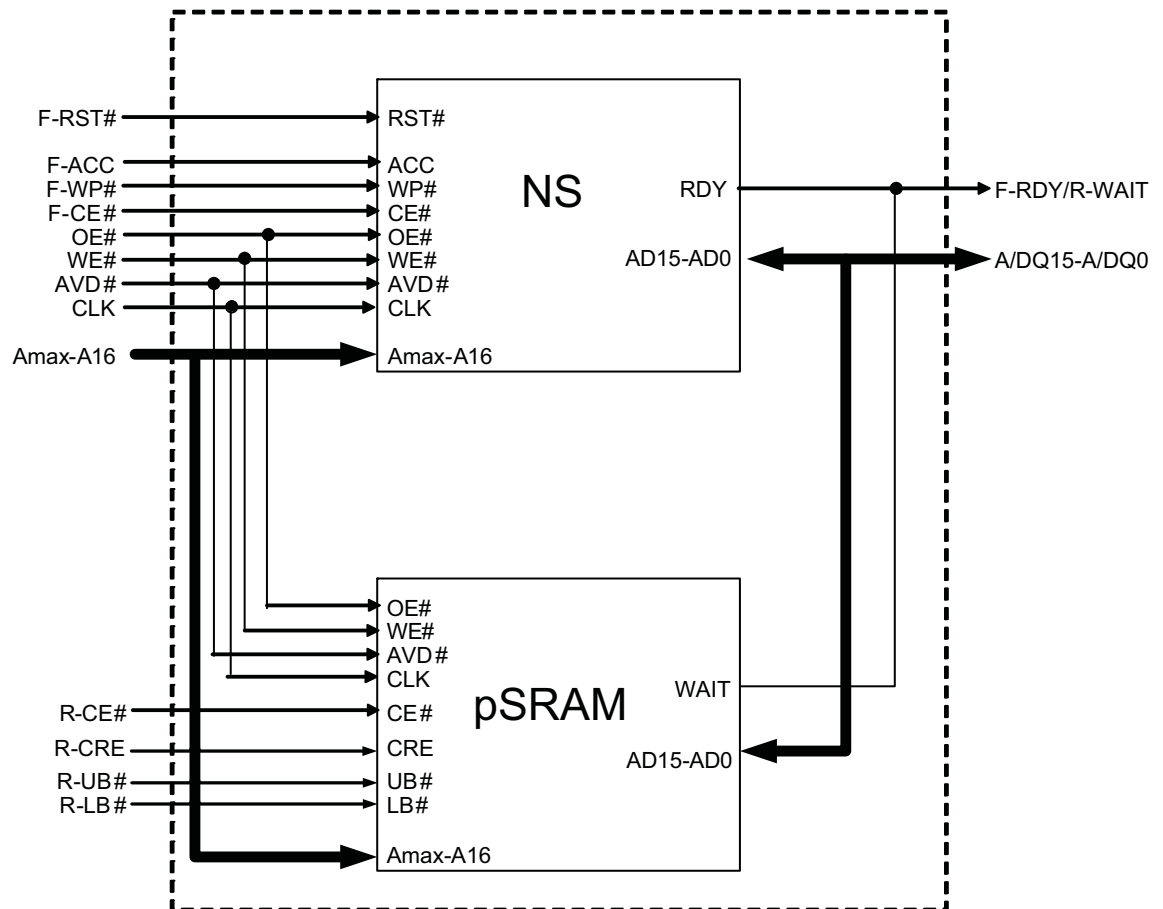 F-RST#
F-ACC
F-WP#
F-CE#
OE#
WE#
AVD#
CLK
Amax-A16
RST#
ACC
WP#
CE#
OE#
WE#
AVD#
CLK
Amax-A16
NS
RDY
AD15-AD0
F-RDY/R-WAIT
A/DQ15-A/DQ0
R-CE#
R-CRE
R-UB#
R-LB#
OE#
WE#
AVD#
CLK
CE#
CRE
UB#
LB#
Amax-A16
pSRAM
WAIT
AD15-AD0